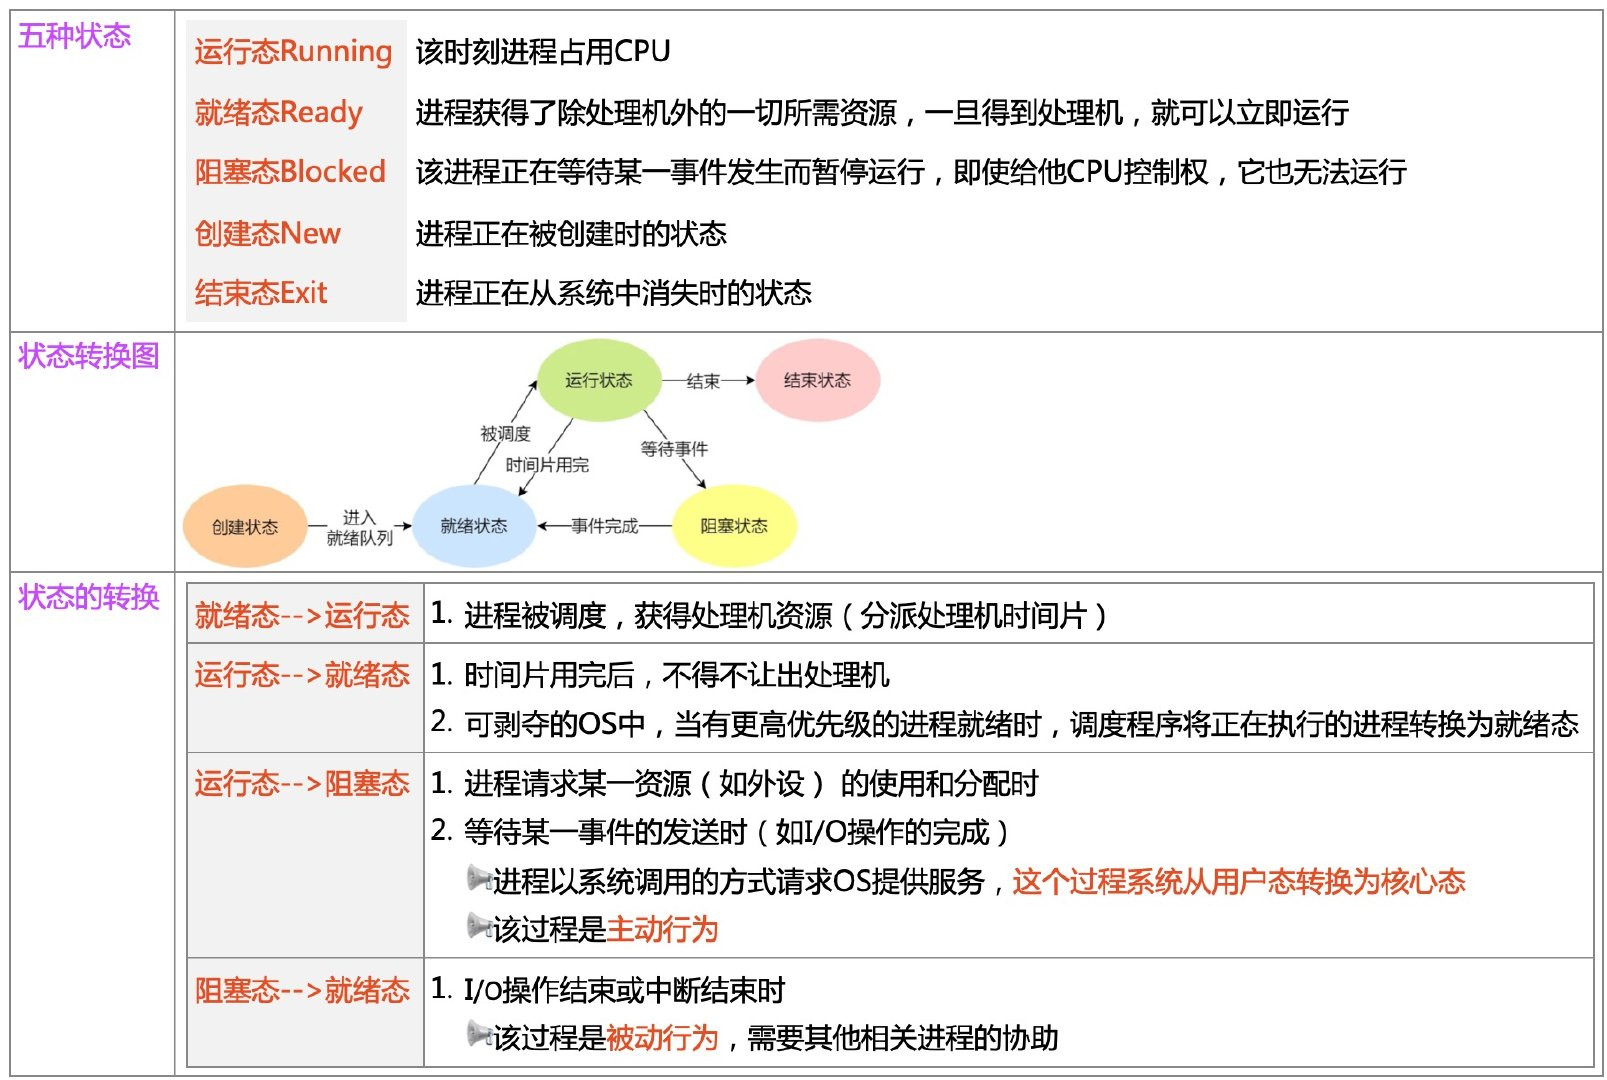 五种状态
运行态Running 该时刻进程占用CPU
就绪态Ready 进程获得了除处理机外的一切所需资源，一旦得到处理机，就可以立即运行
阻塞态Blocked 该进程正在等待某一事件发生而暂停运行，即使给他CPU控制权，它也无法运行
创建态New 进程正在被创建时的状态
结束态Exit 进程正在从系统中消失时的状态
状态转换图
运行状态
结束
结束状态
被调度
时间片用完
等待事件
创建状态
进入
就绪队列
就绪状态
事件完成
阻塞状态
状态的转换
就绪态-->运行态 1. 进程被调度，获得处理机资源（分派处理机时间片）
运行态-->就绪态 1. 时间片用完后，不得不让出处理机
2. 可剥夺的OS中，当有更高优先级的进程就绪时，调度程序将正在执行的进程转换为就绪态
运行态-->阻塞态 1. 进程请求某一资源（如外设） 的使用和分配时
2. 等待某一事件的发送时（如I/O操作的完成）
进程以系统调用的方式请求OS提供服务，这个过程系统从用户态转换为核心态
该过程是主动行为
阻塞态-->就绪态 1. I/o操作结束或中断结束时
该过程是被动行为，需要其他相关进程的协助